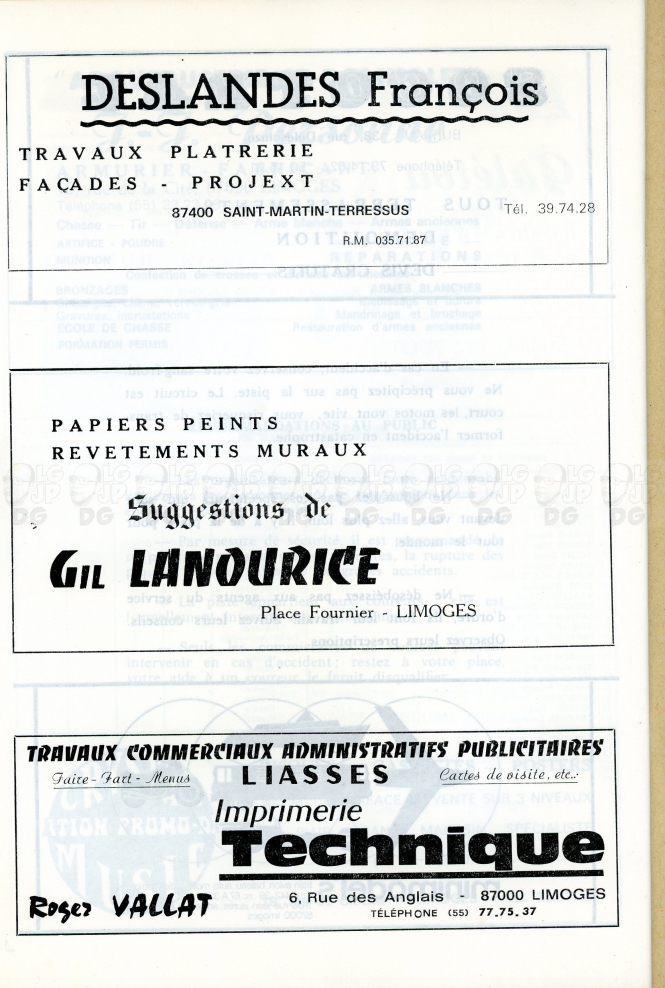 DESLANDES François
TRAVAUX PLATRERIE
FAÇADES - PROJEXT
87400 SAINT-MARTIN-TERRESSUS Tél. 39.74.28
R.M. 035.71.87
PAPIERS PEINTS
REVETEMENTS MURAUX
Suggestions de
GIL LANOURICE
Place Fournier - LIMOGES
TRAVAUX COMMERCIAUX ADMINISTRATIFS PUBLICITAIRES
Faire-Part - Menus LIASSES Cartes de visite, etc...
Imprimerie
Technique
Roger VALLAT 6, Rue des Anglais - 87000 LIMOGES
TÉLÉPHONE (55) 77.75.37